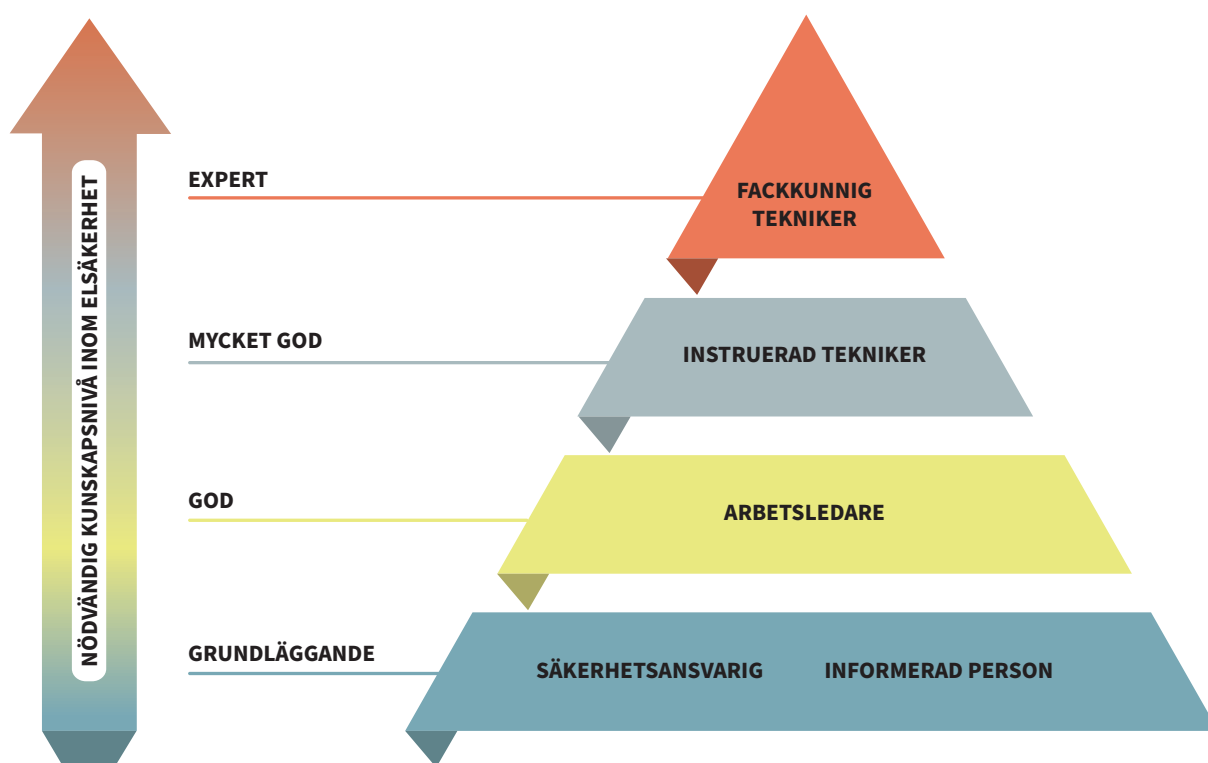 NÖDVÄNDIG KUNSKAPSNIVÅ INOM ELSÄKERHET
EXPERT
FACKKUNNIG
TEKNIKER
MYCKET GOD
INSTRUERAD TEKNIKER
GOD
ARBETSLEDARE
GRUNDLÄGGANDE
SÄKERHETSANSVARIG
INFORMERAD PERSON